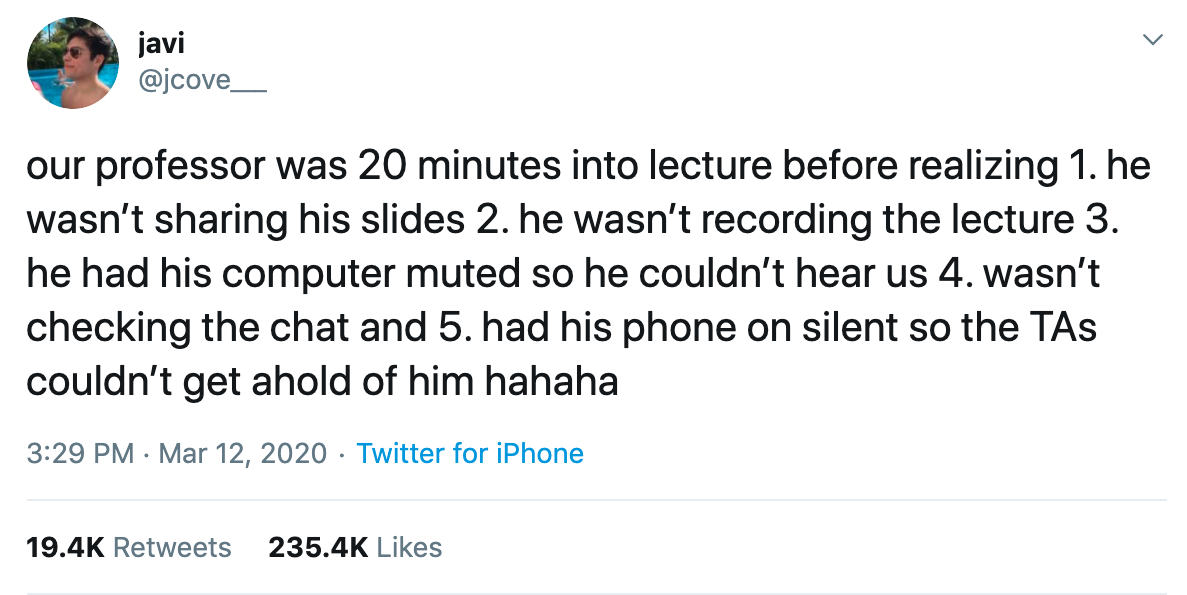 javi
@jcove___
our professor was 20 minutes into lecture before realizing 1. he
wasn’t sharing his slides 2. he wasn’t recording the lecture 3.
he had his computer muted so he couldn’t hear us 4. wasn’t
checking the chat and 5. had his phone on silent so the TAs
couldn’t get ahold of him hahaha
3:29 PM · Mar 12, 2020 · Twitter for iPhone
19.4K Retweets 235.4K Likes